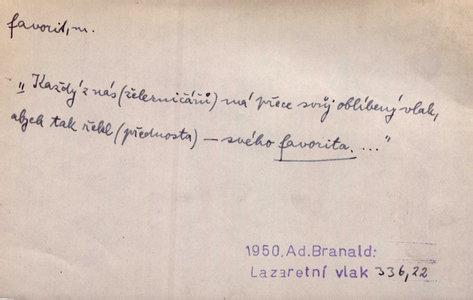 favorit, m.
„Každý z nás (železničářů) má přece svůj oblíbený vlak,
abych tak řekl (přednosta) – svého favorita. ..."
1950, Ad. Branald:
Lazaretní vlak 336,22